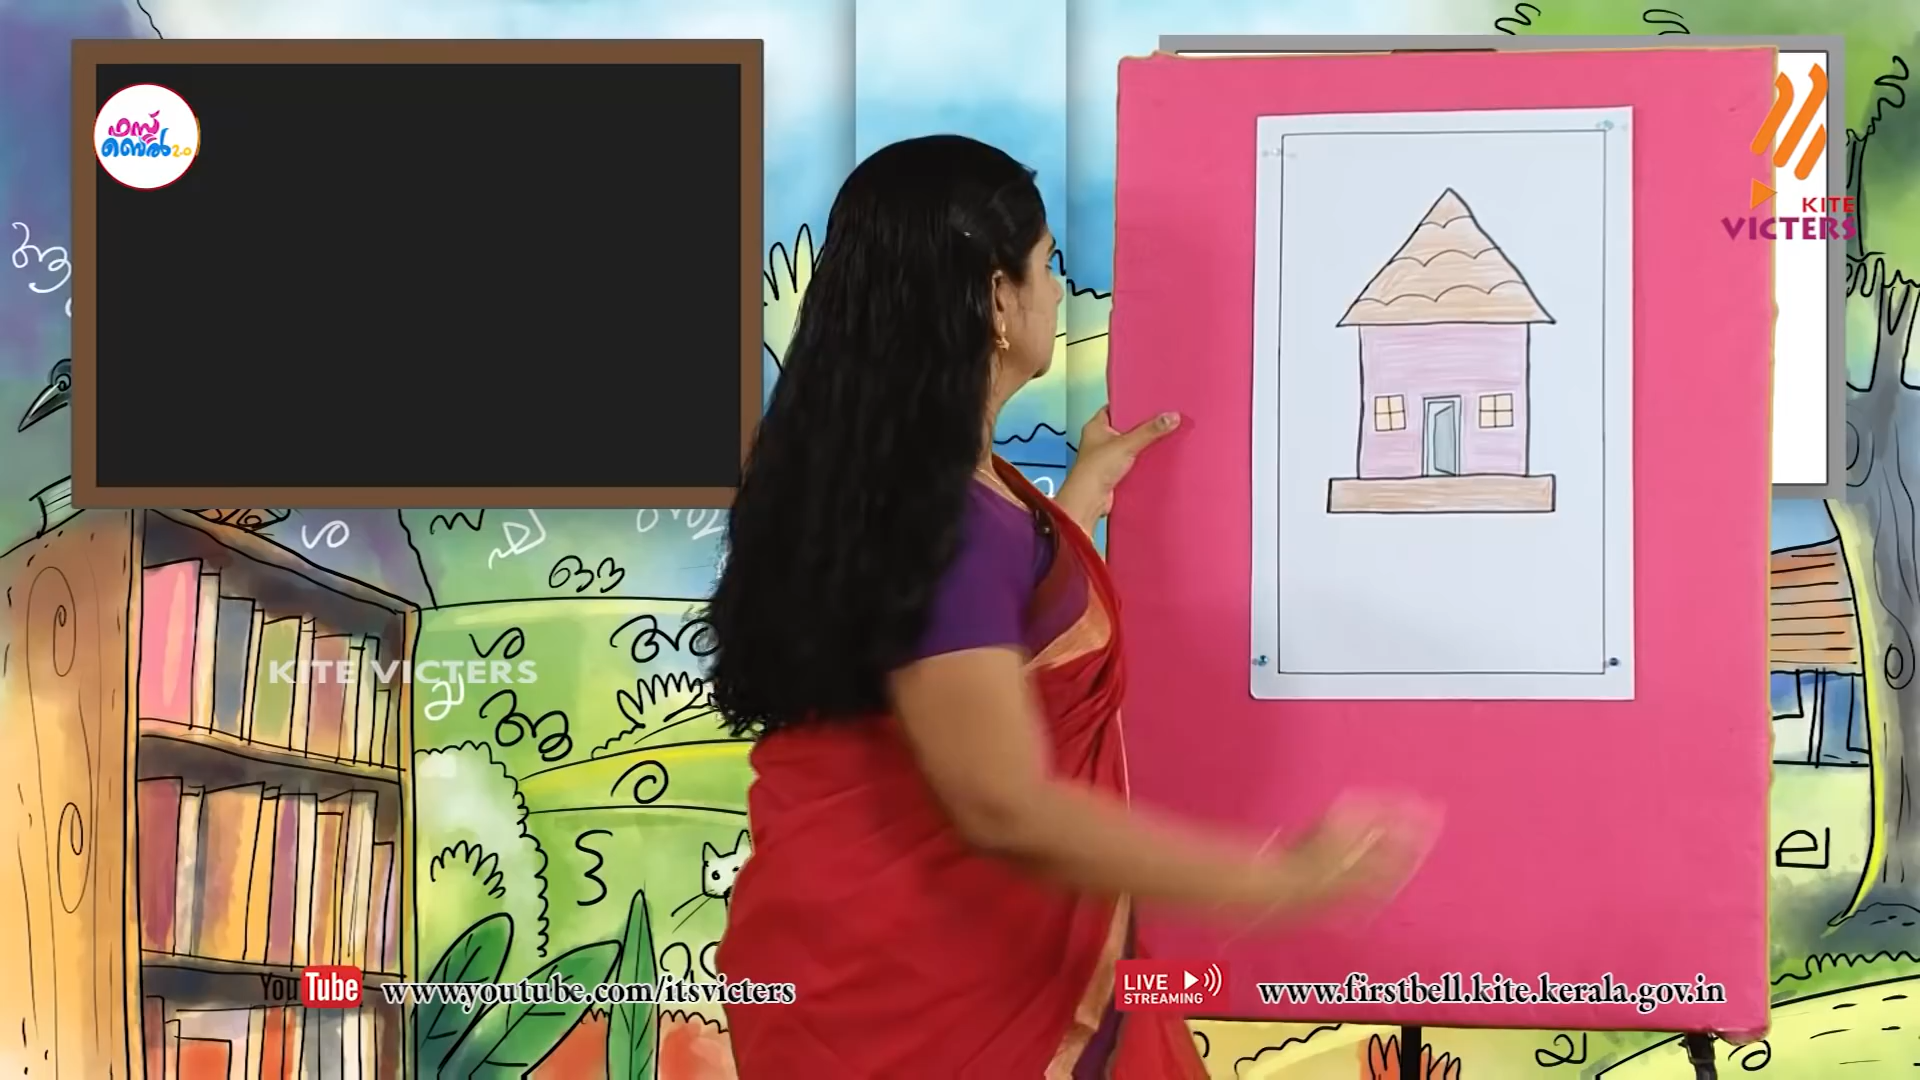 ഫസ്റ്റ്
ബെൽ 2.0
KITE
VICTERS
ആ
ശ
ഒ
ശ
അ
KITE VICTERS
ആ
ര
ല
YouTube www.youtube.com/itsvicters
LIVE
STREAMING
www.firstbell.kite.kerala.gov.in